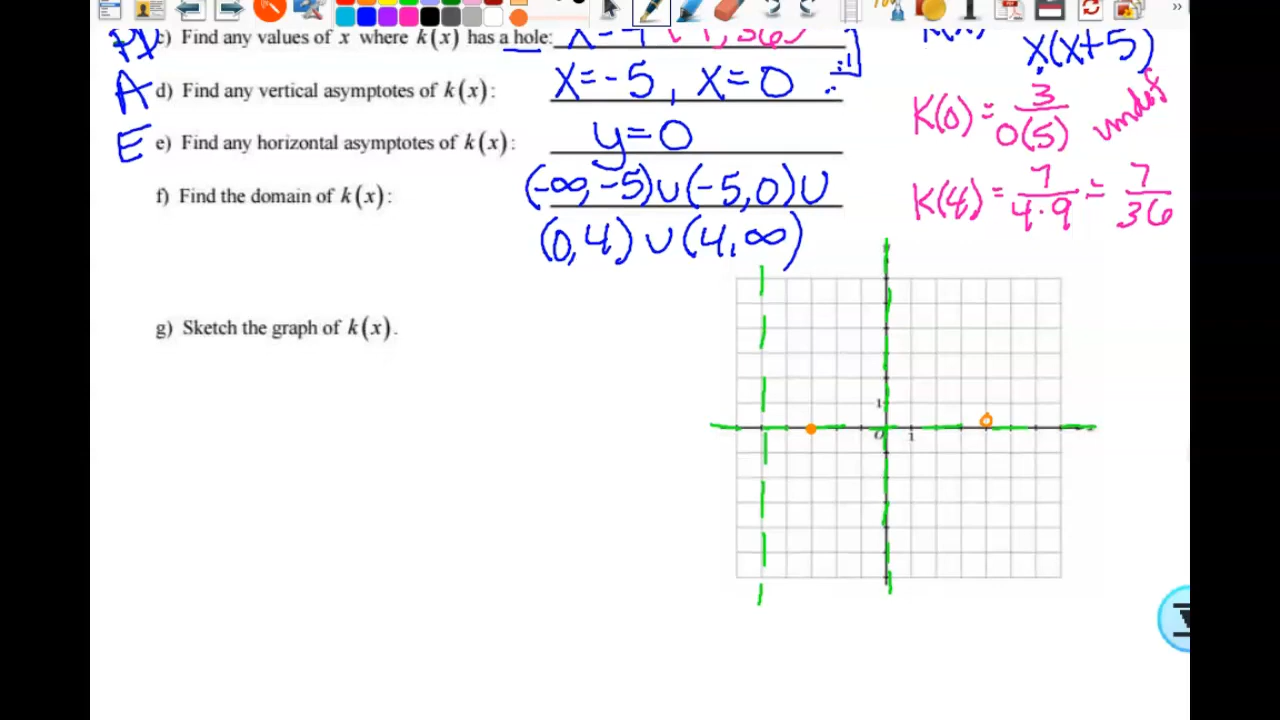 c) Find any values of x where k(x) has a hole:
x(x+5)
A d) Find any vertical asymptotes of k(x): x=-5, x=0
K(0) = 3/0(5) undef
E e) Find any horizontal asymptotes of k(x): y=0
f) Find the domain of k(x): (-∞,-5)∪(-5,0)∪
(0,4)∪(4,∞)
K(4) = 7/4·9 = 7/36
g) Sketch the graph of k(x).
1
0 1